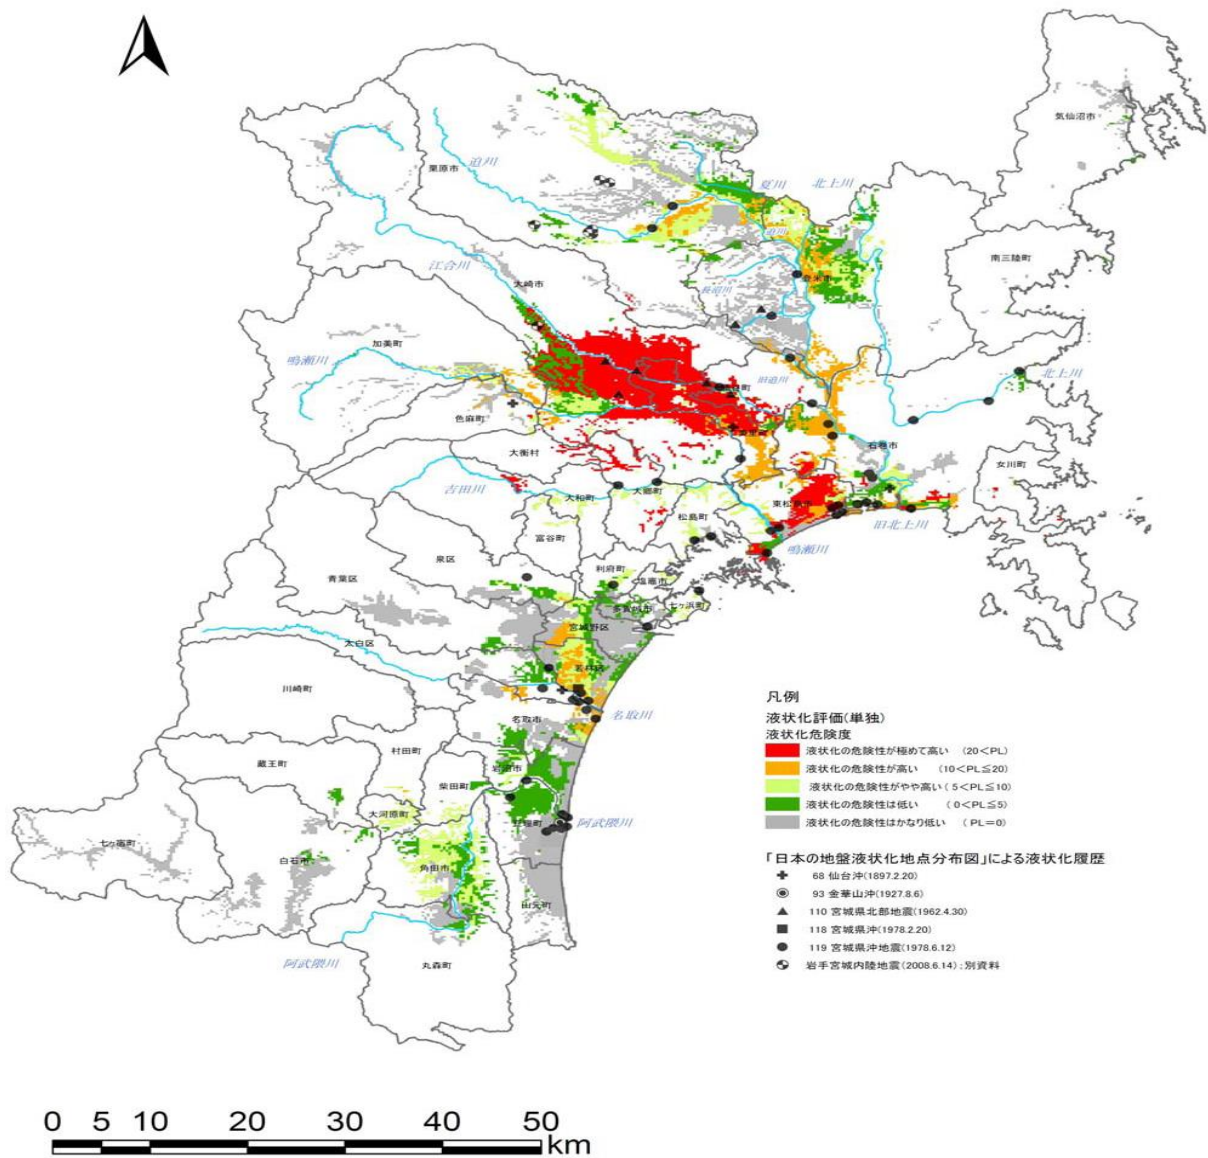 気仙沼市
栗原市
迫川
夏川
北上川
迫川
南三陸町
江合川
登米市
長沼川
大崎市
加美町
鳴瀬川
北上川
旧迫川
色麻町
大衡村
石巻市
女川町
吉田川
大和町
大郷町
東松島市
松島町
旧北上川
富谷町
鳴瀬川
泉区
利府町
青葉区
塩竈市
多賀城市
七ヶ浜町
宮城野区
太白区
若林区
川崎町
名取市
名取川
村田町
蔵王町
岩沼市
柴田町
大河原町
亘理町
阿武隈川
七ヶ宿町
白石市
角田市
山元町
阿武隈川
丸森町
凡例
液状化評価(単独)
液状化危険度
液状化の危険性が極めて高い (20<PL)
液状化の危険性が高い (10<PL≦20)
液状化の危険性がやや高い ( 5<PL≦10)
液状化の危険性は低い ( 0<PL≦5)
液状化の危険性はかなり低い ( PL=0)
「日本の地盤液状化地点分布図」による液状化履歴
68 仙台沖(1897.2.20)
93 金華山沖(1927.8.6)
110 宮城県北部地震(1962.4.30)
118 宮城県沖(1978.2.20)
119 宮城県沖地震(1978.6.12)
岩手宮城内陸地震(2008.6.14):別資料
0 5 10 20 30 40 50
km